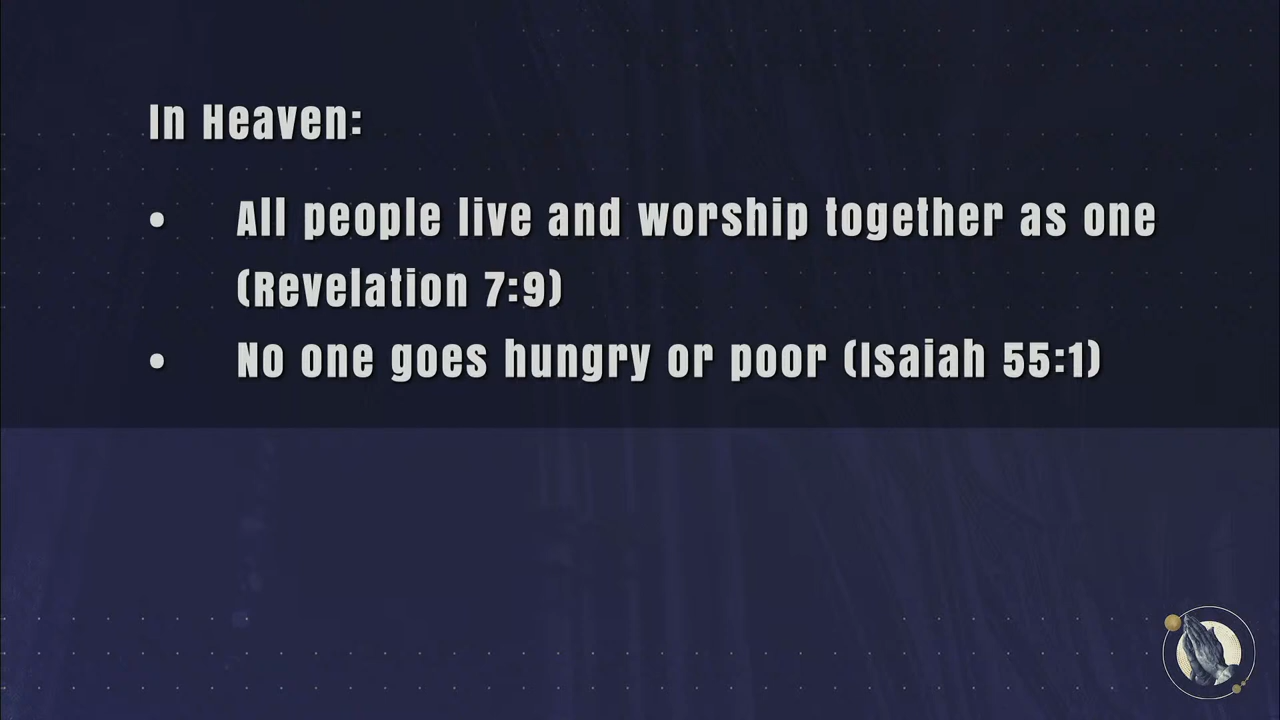 In Heaven:
• All people live and worship together as one
(Revelation 7:9)
• No one goes hungry or poor (Isaiah 55:1)